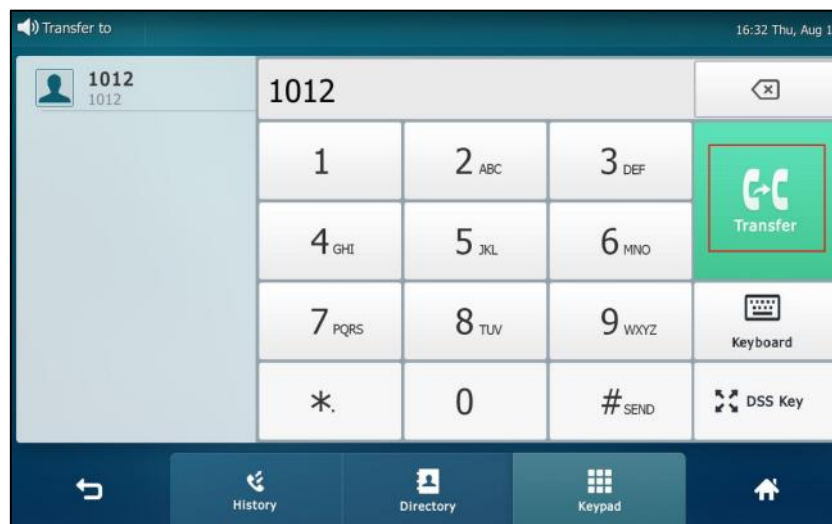 Transfer to
16:32 Thu, Aug 1
1012
1012
1012
1
2 ABC
3 DEF
Transfer
4 GHI
5 JKL
6 MNO
7 PQRS
8 TUV
9 WXYZ
Keyboard
*.
0
# SEND
DSS Key
History
Directory
Keypad